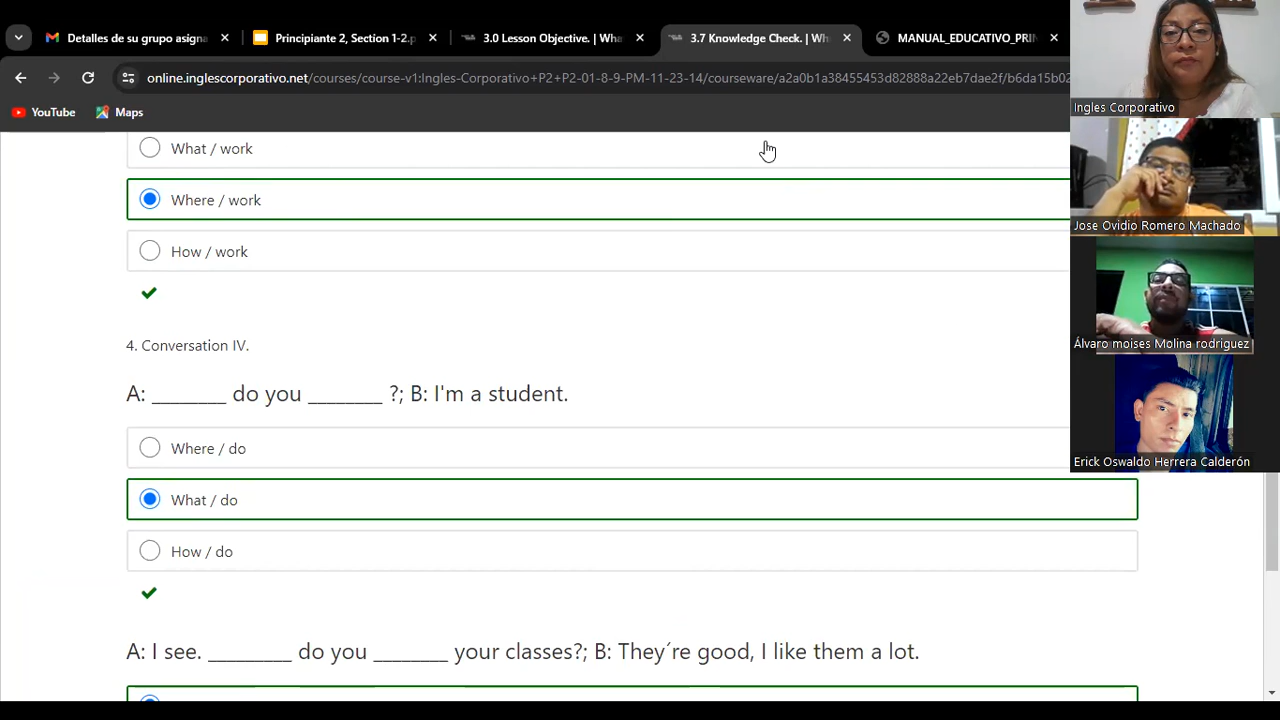 Detalles de su grupo asigna
Principiante 2, Section 1-2.p
3.0 Lesson Objective. | Wha
3.7 Knowledge Check. | Wh
MANUAL_EDUCATIVO_PRI
online.inglescorporativo.net/courses/course-v1:Ingles-Corporativo+P2+P2-01-8-9-PM-11-23-14/courseware/a2a0b1a38455453d82888a22eb7dae2f/b6da15b02
YouTube
Maps
Ingles Corporativo
What / work
Where / work
Jose Ovidio Romero Machado
How / work
4. Conversation IV.
Álvaro moises Molina rodriguez
A: ________ do you ________ ?; B: I'm a student.
Where / do
Erick Oswaldo Herrera Calderón
What / do
How / do
A: I see. _________ do you ________ your classes?; B: They´re good, I like them a lot.